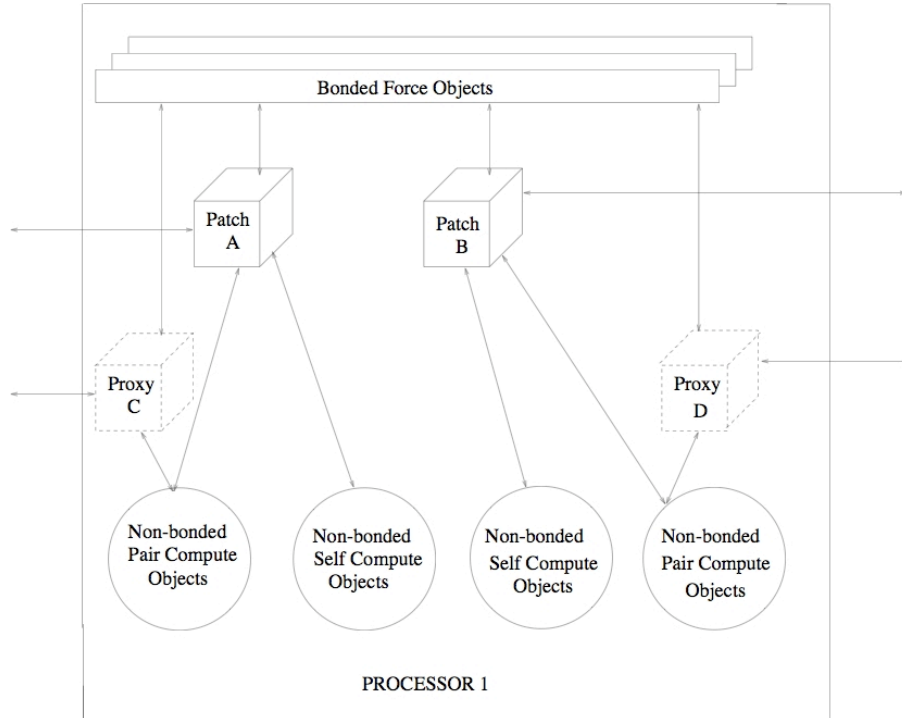 Bonded Force Objects
Patch
A
Patch
B
Proxy
C
Proxy
D
Non-bonded
Pair Compute
Objects
Non-bonded
Self Compute
Objects
Non-bonded
Self Compute
Objects
Non-bonded
Pair Compute
Objects
PROCESSOR 1